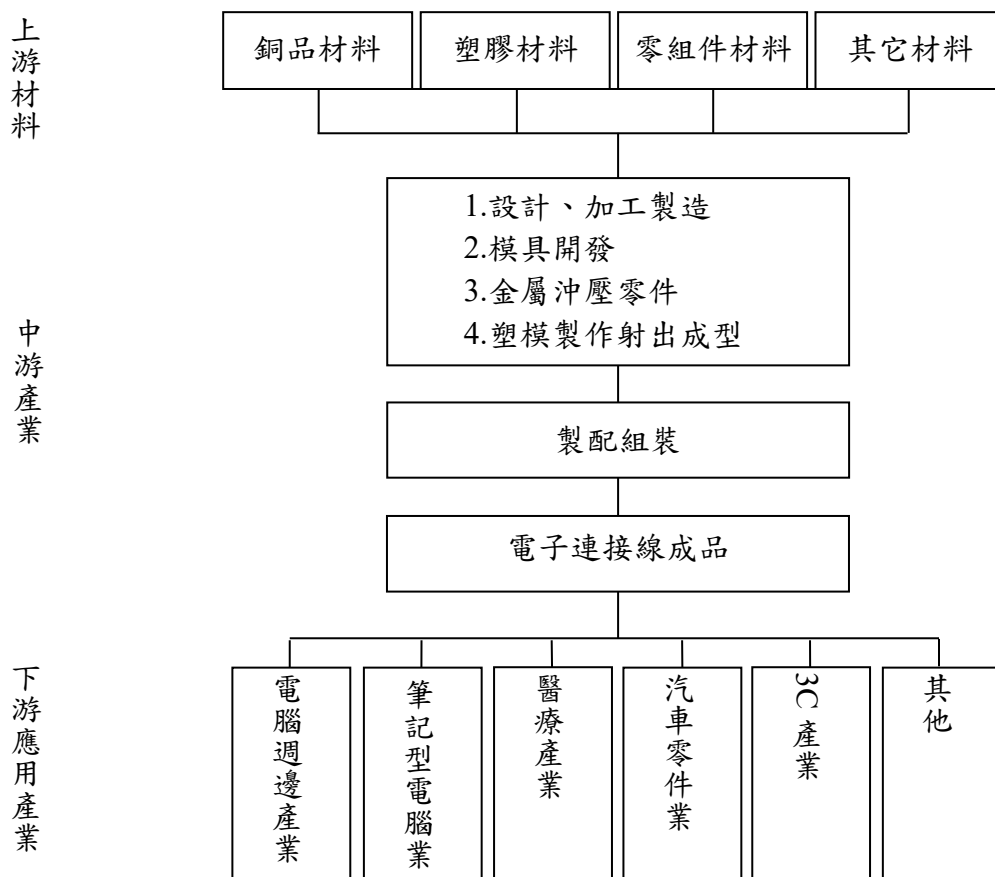 上游材料
銅品材料
塑膠材料
零組件材料
其它材料
中游產業
1.設計、加工製造
2.模具開發
3.金屬沖壓零件
4.塑模製作射出成型
製配組裝
電子連接線成品
下游應用產業
電腦週邊產業
筆記型電腦業
醫療產業
汽車零件業
3C 產業
其他